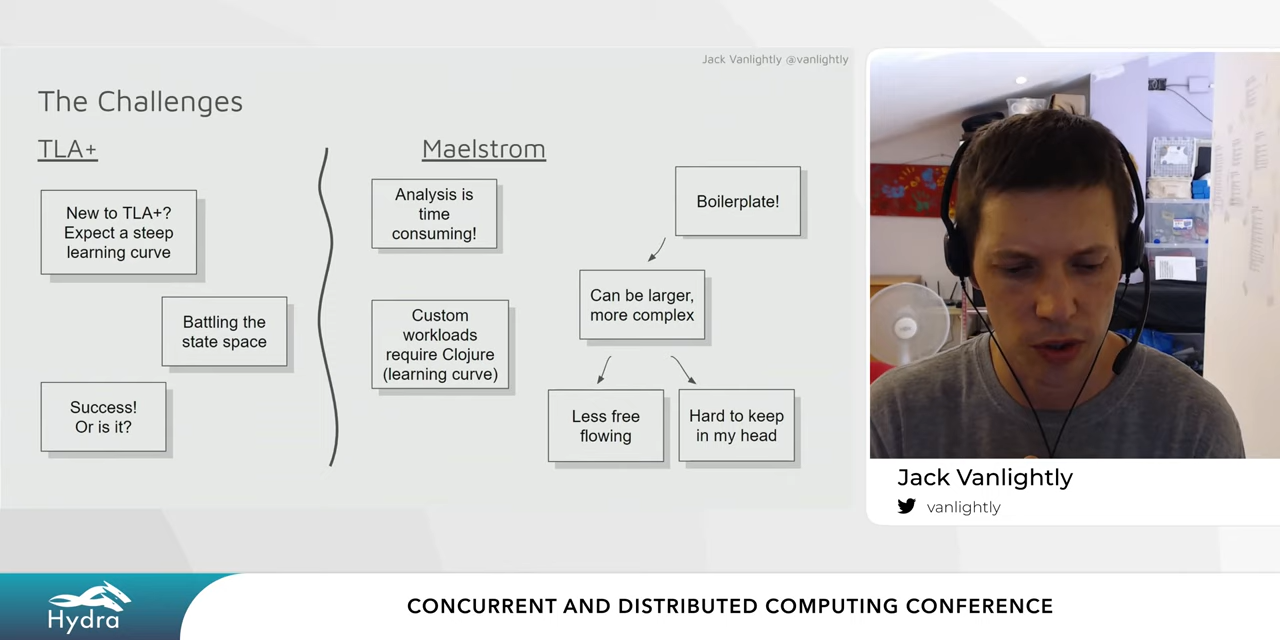 Jack Vanlightly @vanlightly
The Challenges
TLA+
New to TLA+?
Expect a steep
learning curve
Battling the
state space
Success!
Or is it?
Maelstrom
Analysis is
time
consuming!
Custom
workloads
require Clojure
(learning curve)
Boilerplate!
Can be larger,
more complex
Less free
flowing
Hard to keep
in my head
Jack Vanlightly
vanlightly
Hydra
CONCURRENT AND DISTRIBUTED COMPUTING CONFERENCE